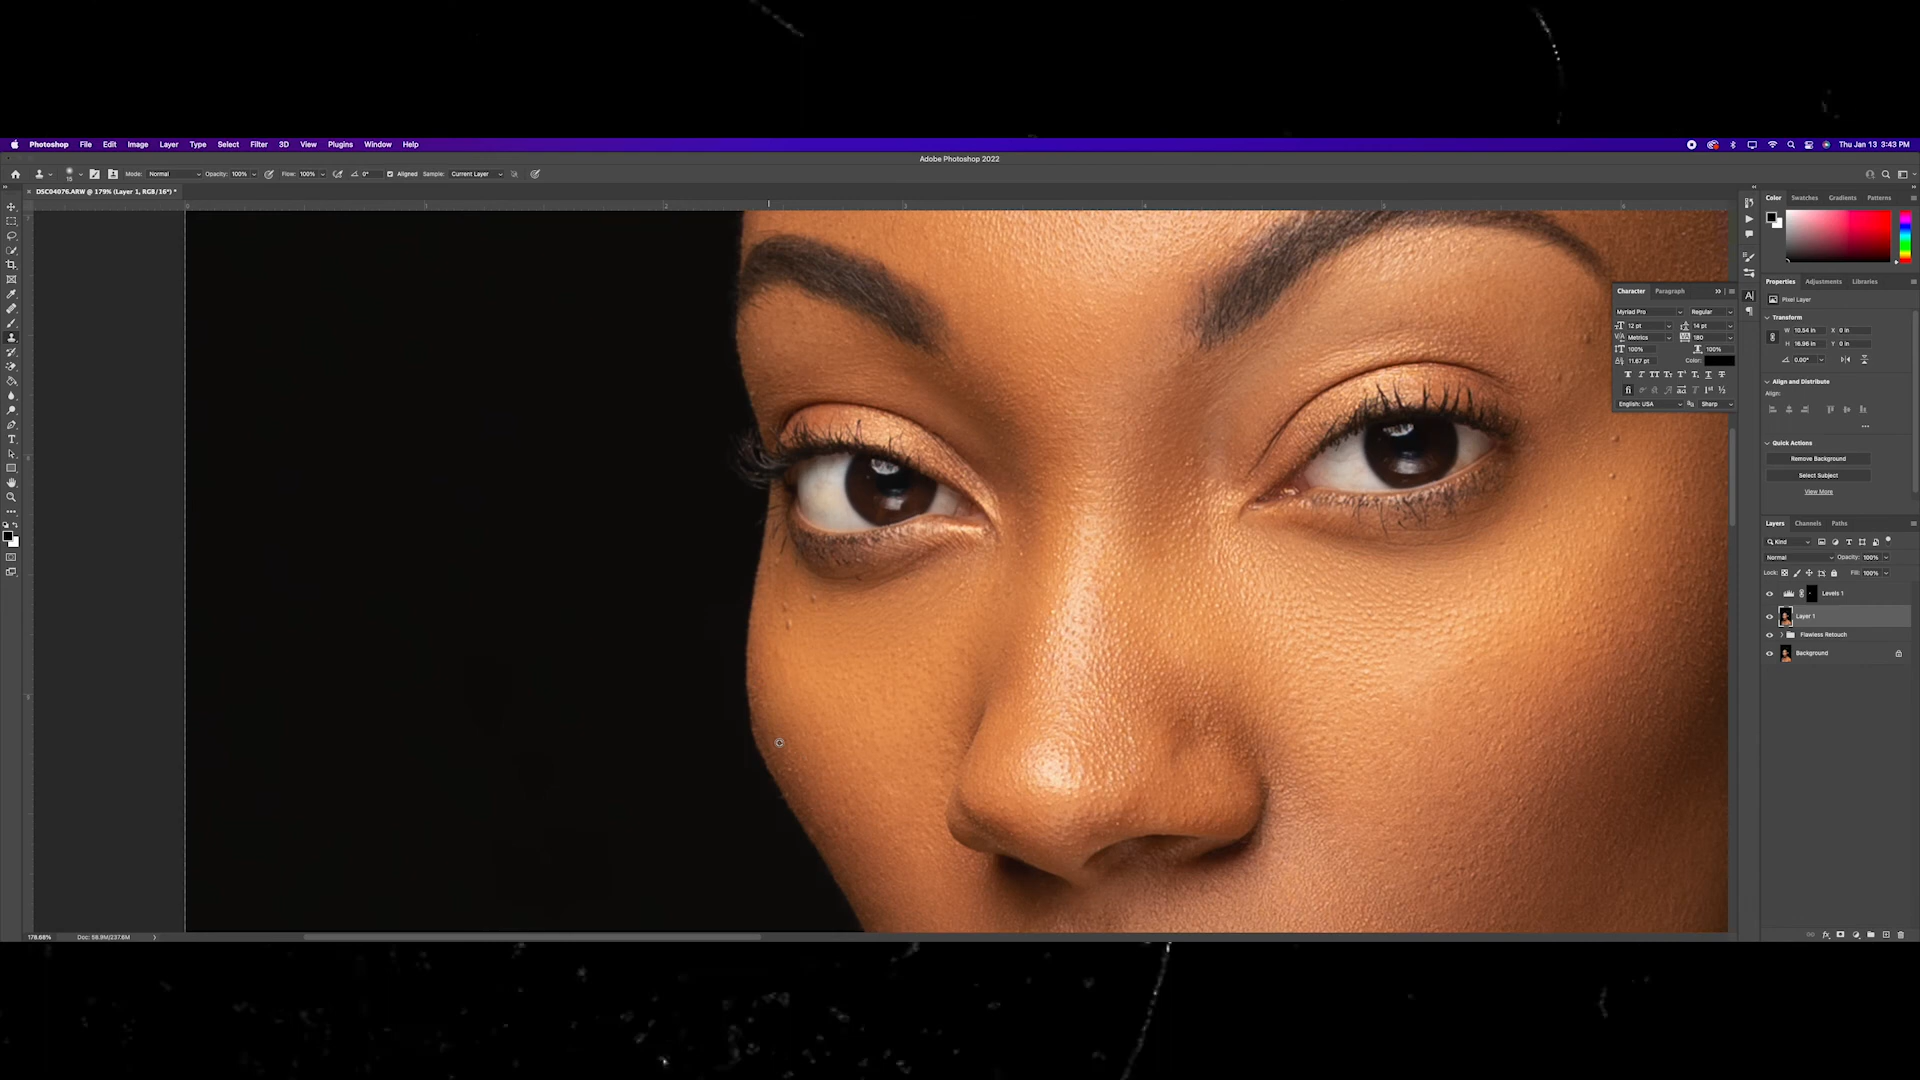 Photoshop File Edit Image Layer Type Select Filter 3D View Plugins Window Help
Thu Jan 13 3:43 PM
Adobe Photoshop 2022
15
Mode: Normal
Opacity: 100%
Flow: 100%
0°
Aligned
Sample: Current Layer
DSC04076.ARW @ 179% (Layer 1, RGB/16*) *
Color Swatches Gradients Patterns
Properties Adjustments Libraries
Pixel Layer
Transform
W 10.54 in X 0 in
H 16.96 in Y 0 in
0.00°
Align and Distribute
Align:
Quick Actions
Remove Background
Select Subject
View More
Character Paragraph
Myriad Pro Regular
12 pt 14 pt
Metrics 180
100% 100%
11.67 pt Color:
English: USA Sharp
Layers Channels Paths
Kind
Normal Opacity: 100%
Lock: Fill: 100%
Levels 1
Layer 1
Flawless Retouch
Background
178.68% Doc: 58.9M/237.6M